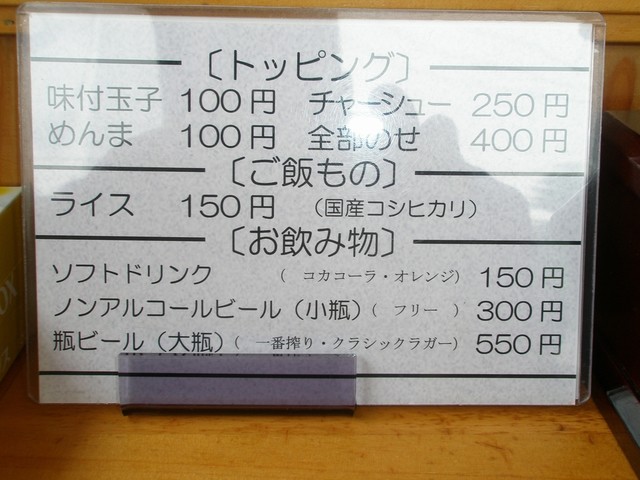 〔トッピング〕
味付玉子 100円 チャーシュー 250円
めんま 100円 全部のせ 400円
〔ご飯もの〕
ライス 150円 （国産コシヒカリ）
〔お飲み物〕
ソフトドリンク （ コカコーラ・オレンジ） 150円
ノンアルコールビール（小瓶）（ フリー ） 300円
瓶ビール（大瓶）（ 一番搾り・クラシックラガー） 550円